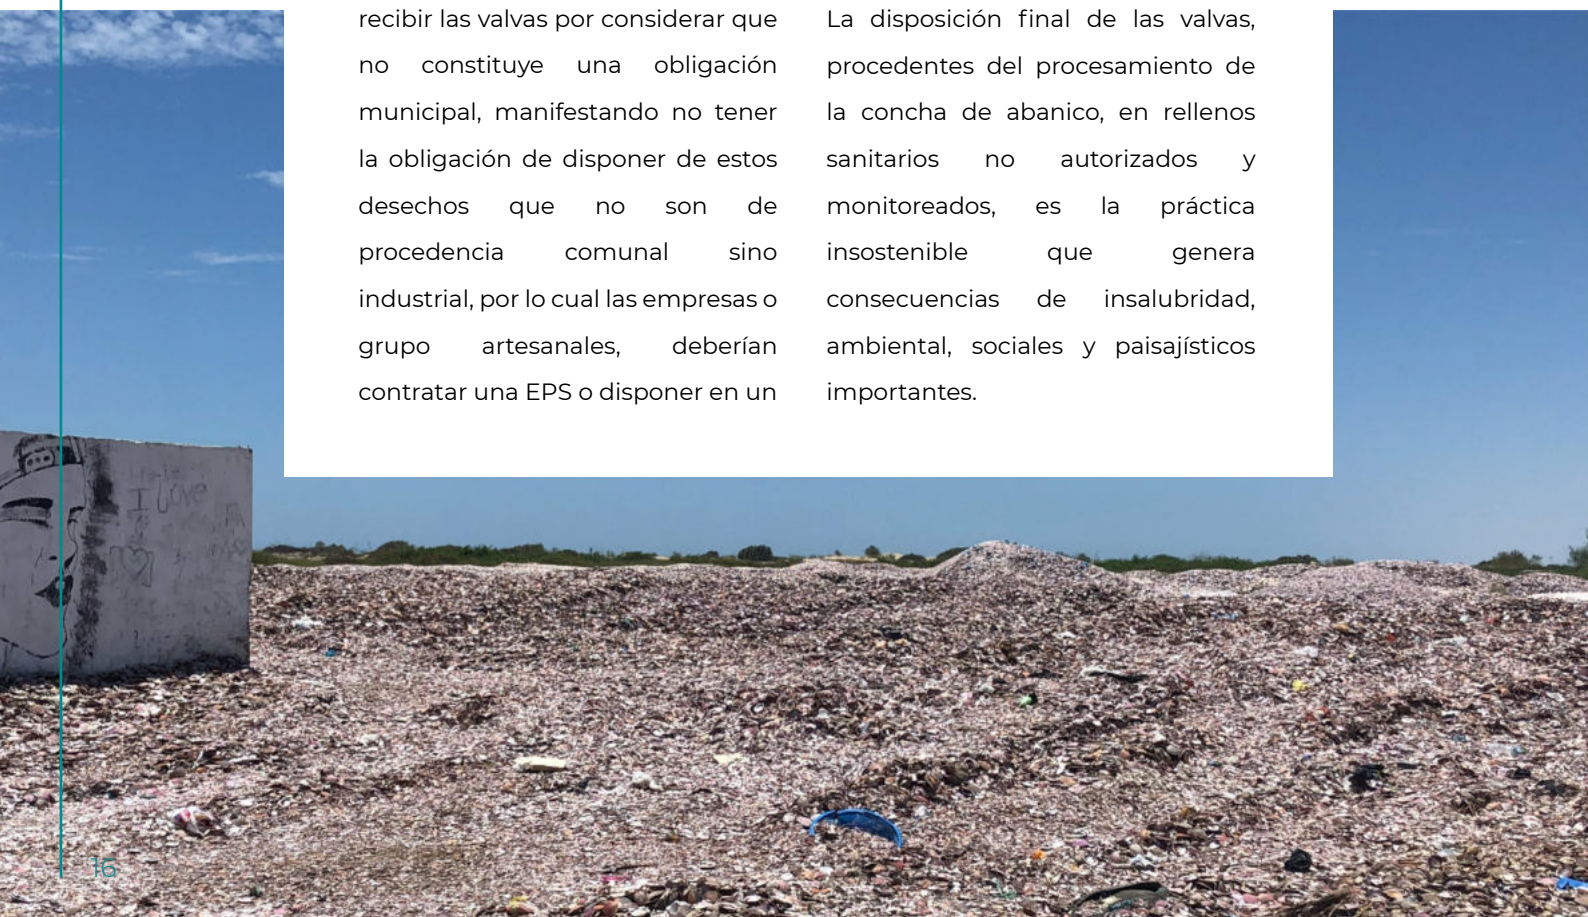 recibir las valvas por considerar que
no constituye una obligación
municipal, manifestando no tener
la obligación de disponer de estos
desechos que no son de
procedencia comunal sino
industrial, por lo cual las empresas o
grupo artesanales, deberían
contratar una EPS o disponer en un
La disposición final de las valvas,
procedentes del procesamiento de
la concha de abanico, en rellenos
sanitarios no autorizados y
monitoreados, es la práctica
insostenible que genera
consecuencias de insalubridad,
ambiental, sociales y paisajísticos
importantes.
I Love
16